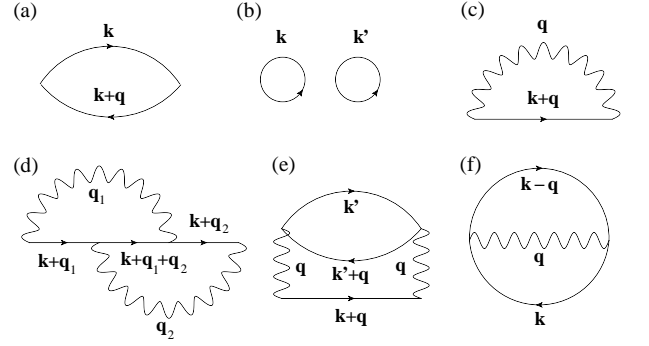 (a)
k
k+q
(b)
k k'
(c)
q
k+q
(d)
q1
k+q2
k+q1 k+q1+q2
q2
(e)
k'
q k'+q q
k+q
(f)
k−q
q
k